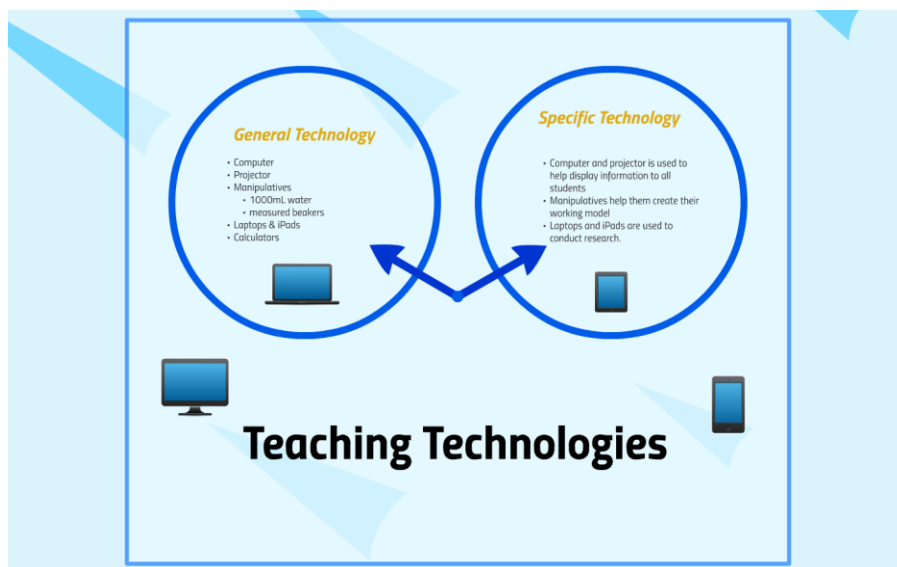 General Technology
• Computer
• Projector
• Manipulatives
• 1000mL water
• measured beakers
• Laptops & iPads
• Calculators
Specific Technology
• Computer and projector is used to
help display information to all
students
• Manipulatives help them create their
working model
• Laptops and iPads are used to
conduct research.
Teaching Technologies